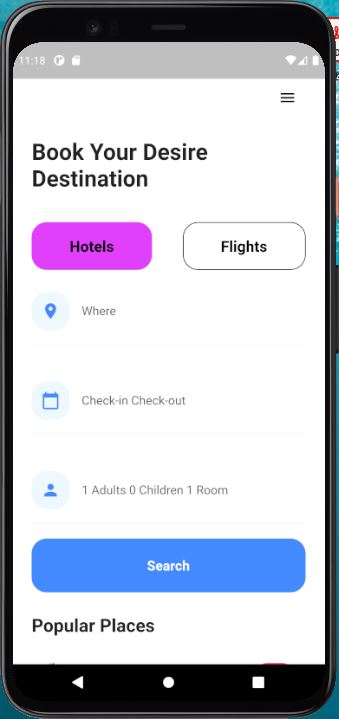 11:18
Book Your Desire
Destination
Hotels
Flights
Where
Check-in Check-out
1 Adults 0 Children 1 Room
Search
Popular Places